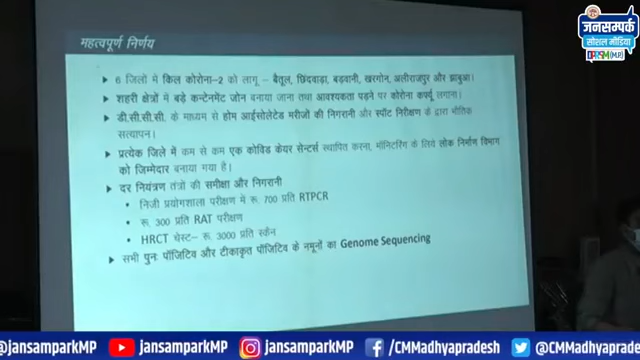 जनसम्पर्क
सोशल मीडिया
महत्वपूर्ण निर्णय
6 जिलों में किल कोरोना-2 को लागू – बैतूल, छिंदवाड़ा, बड़वानी, खरगोन, अलीराजपुर और झाबुआ।
शहरी क्षेत्रों में बड़े कन्टेनमेंट जोन बनाया जाना तथा आवश्यकता पड़ने पर कोरोना कर्फ्यू लगाना।
डी.सी.सी.सी. के माध्यम से होम आईसोलेटेड मरीजों की निगरानी और स्पॉट निरीक्षण के द्वारा भौतिक
सत्यापन।
प्रत्येक जिले में कम से कम एक कोविड केयर सेन्टर्स स्थापित करना, मॉनिटरिंग के लिये लोक निर्माण विभाग
को जिम्मेदार बनाया गया है।
दर नियंत्रण तंत्रों की समीक्षा और निगरानी
निजी प्रयोगशाला परीक्षण में रू. 700 प्रति RTPCR
रू. 300 प्रति RAT परीक्षण
HRCT चेस्ट– रू. 3000 प्रति स्कैन
सभी पुनः पॉजिटिव और टीकाकृत पॉजिटिव के नमूनों का Genome Sequencing
@jansamparkMP jansamparkMP jansamparkMP /CMMadhyapradesh @CMMadhyapradesh